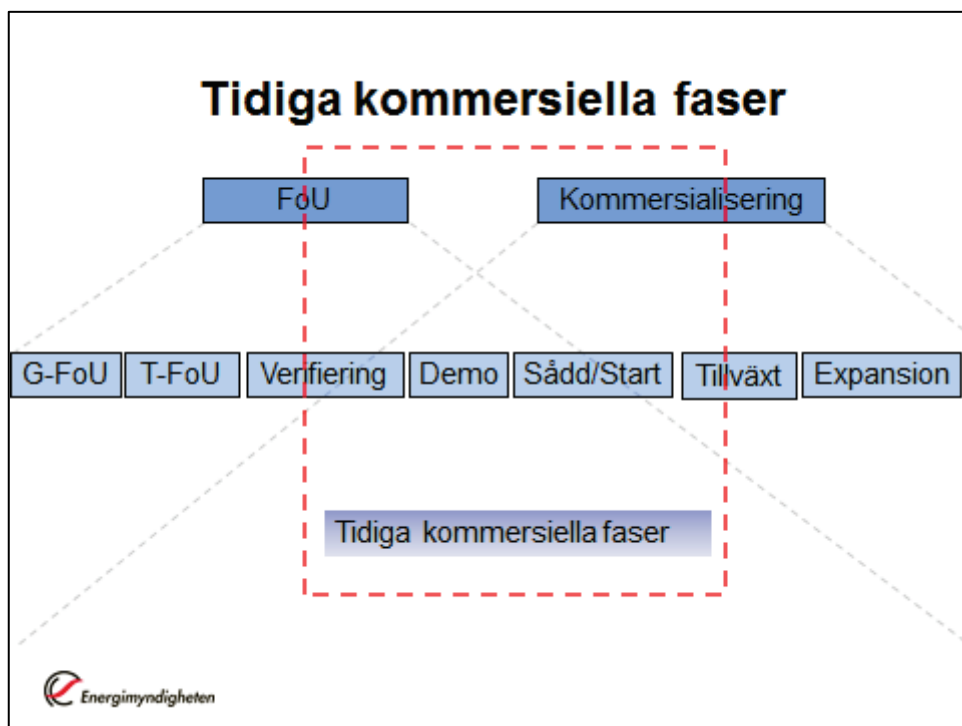 Tidiga kommersiella faser
FoU
Kommersialisering
G-FoU
T-FoU
Verifiering
Demo
Sådd/Start
Tillväxt
Expansion
Tidiga kommersiella faser
Energimyndigheten